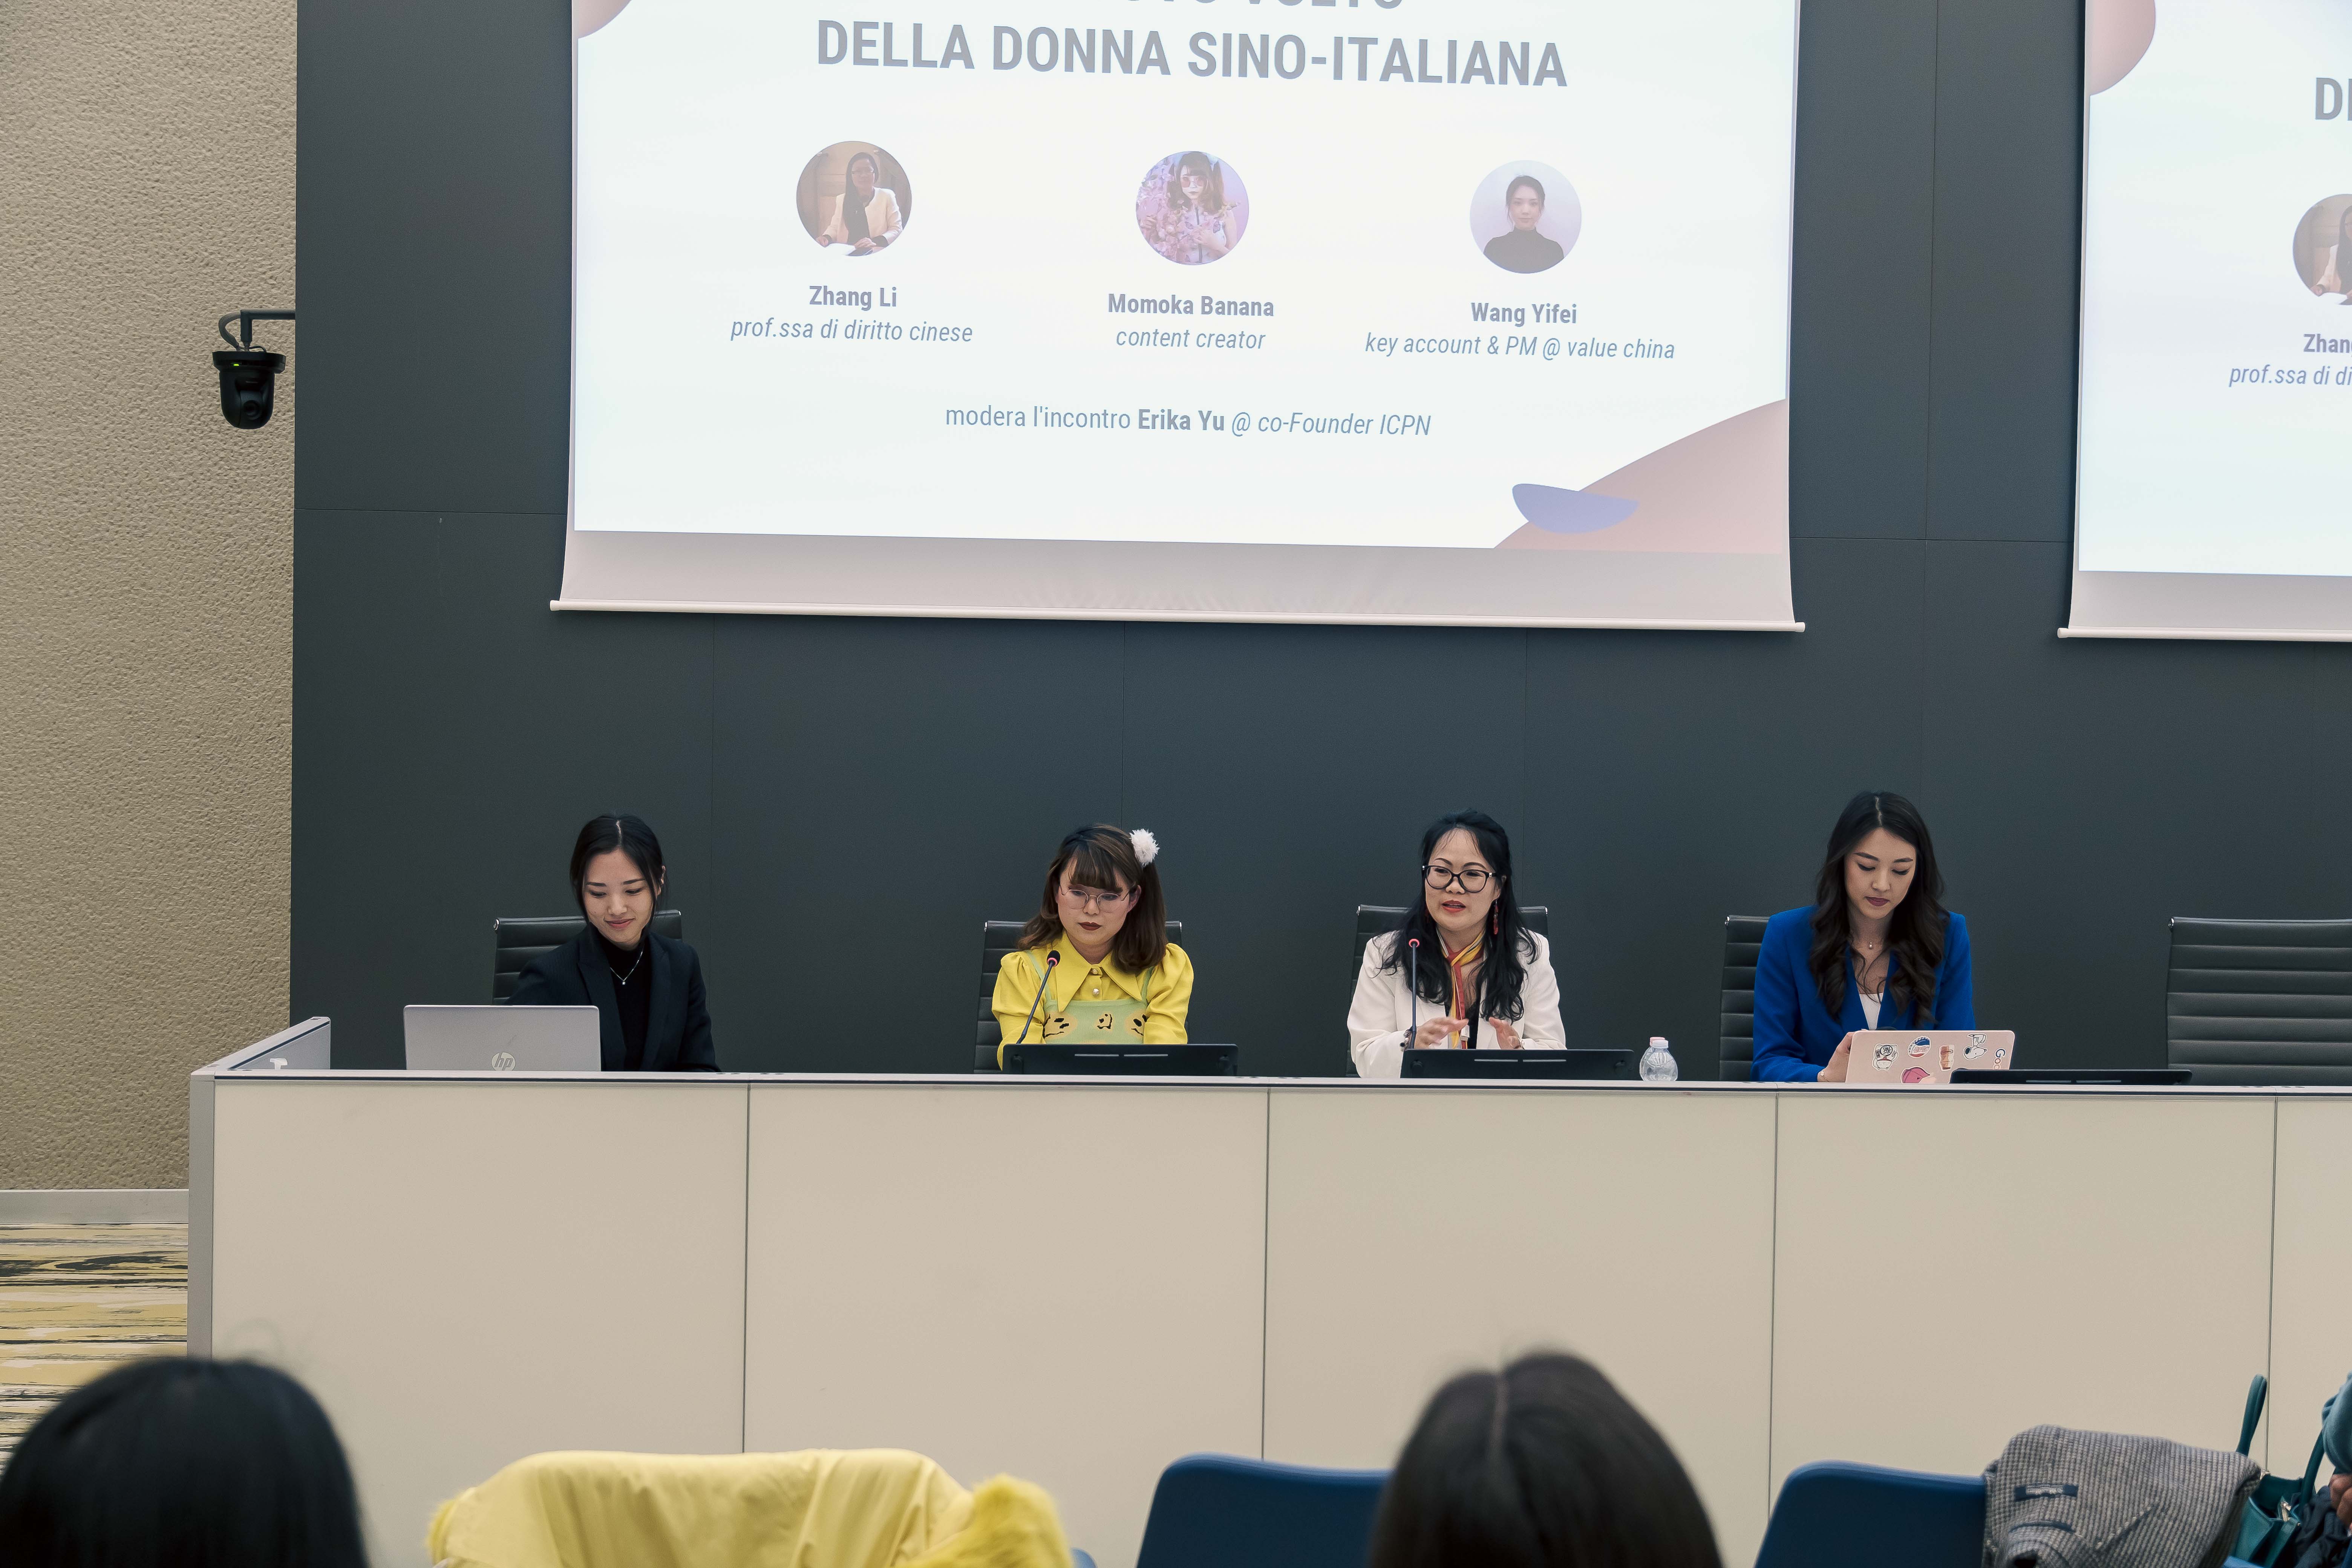 VOLTO
DELLA DONNA SINO-ITALIANA
Zhang Li
prof.ssa di diritto cinese
Momoka Banana
content creator
Wang Yifei
key account & PM @ value china
modera l'incontro Erika Yu @ co-Founder ICPN
hp